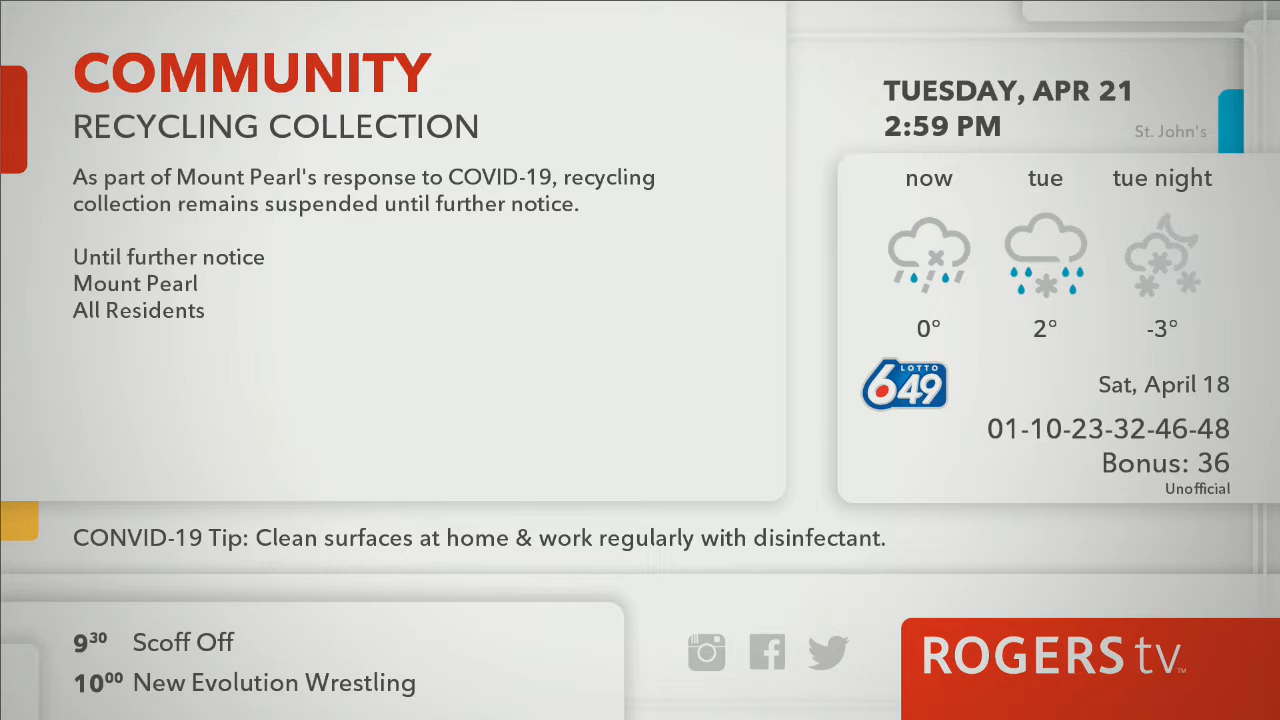 COMMUNITY
RECYCLING COLLECTION
As part of Mount Pearl's response to COVID-19, recycling
collection remains suspended until further notice.
Until further notice
Mount Pearl
All Residents
TUESDAY, APR 21
2:59 PM
St. John's
now tue tue night
0° 2° -3°
LOTTO
649
Sat, April 18
01-10-23-32-46-48
Bonus: 36
Unofficial
CONVID-19 Tip: Clean surfaces at home & work regularly with disinfectant.
9³⁰ Scoff Off
10⁰⁰ New Evolution Wrestling
ROGERS tv™